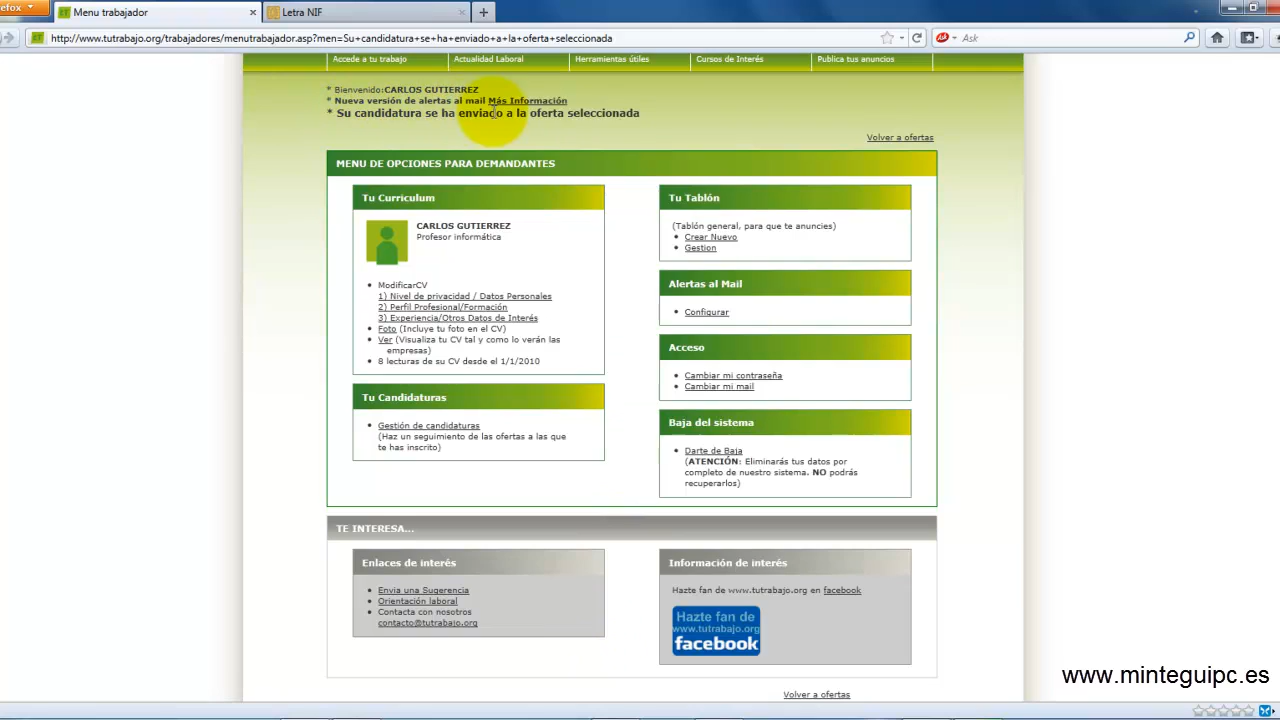 efox
Menu trabajador
Letra NIF
http://www.tutrabajo.org/trabajadores/menutrabajador.asp?men=Su+candidatura+se+ha+enviado+a+la+oferta+seleccionada
Ask
Accede a tu trabajo
Actualidad Laboral
Herramientas útiles
Cursos de Interés
Publica tus anuncios
* Bienvenido:CARLOS GUTIERREZ
* Nueva versión de alertas al mail Más Información
* Su candidatura se ha enviado a la oferta seleccionada
Volver a ofertas
MENU DE OPCIONES PARA DEMANDANTES
Tu Curriculum
CARLOS GUTIERREZ
Profesor informática
• ModificarCV
1) Nivel de privacidad / Datos Personales
2) Perfil Profesional/Formación
3) Experiencia/Otros Datos de Interés
• Foto (Incluye tu foto en el CV)
• Ver (Visualiza tu CV tal y como lo verán las
empresas)
• 8 lecturas de su CV desde el 1/1/2010
Tu Candidaturas
• Gestión de candidaturas
(Haz un seguimiento de las ofertas a las que
te has inscrito)
Tu Tablón
(Tablón general, para que te anuncies)
• Crear Nuevo
• Gestion
Alertas al Mail
• Configurar
Acceso
• Cambiar mi contraseña
• Cambiar mi mail
Baja del sistema
• Darte de Baja
(ATENCIÓN: Eliminarás tus datos por
completo de nuestro sistema. NO podrás
recuperarlos)
TE INTERESA...
Enlaces de interés
• Envia una Sugerencia
• Orientación laboral
• Contacta con nosotros
contacto@tutrabajo.org
Información de interés
Hazte fan de www.tutrabajo.org en facebook
Hazte fan de
www.tutrabajo.org
facebook
Volver a ofertas
www.minteguipc.es